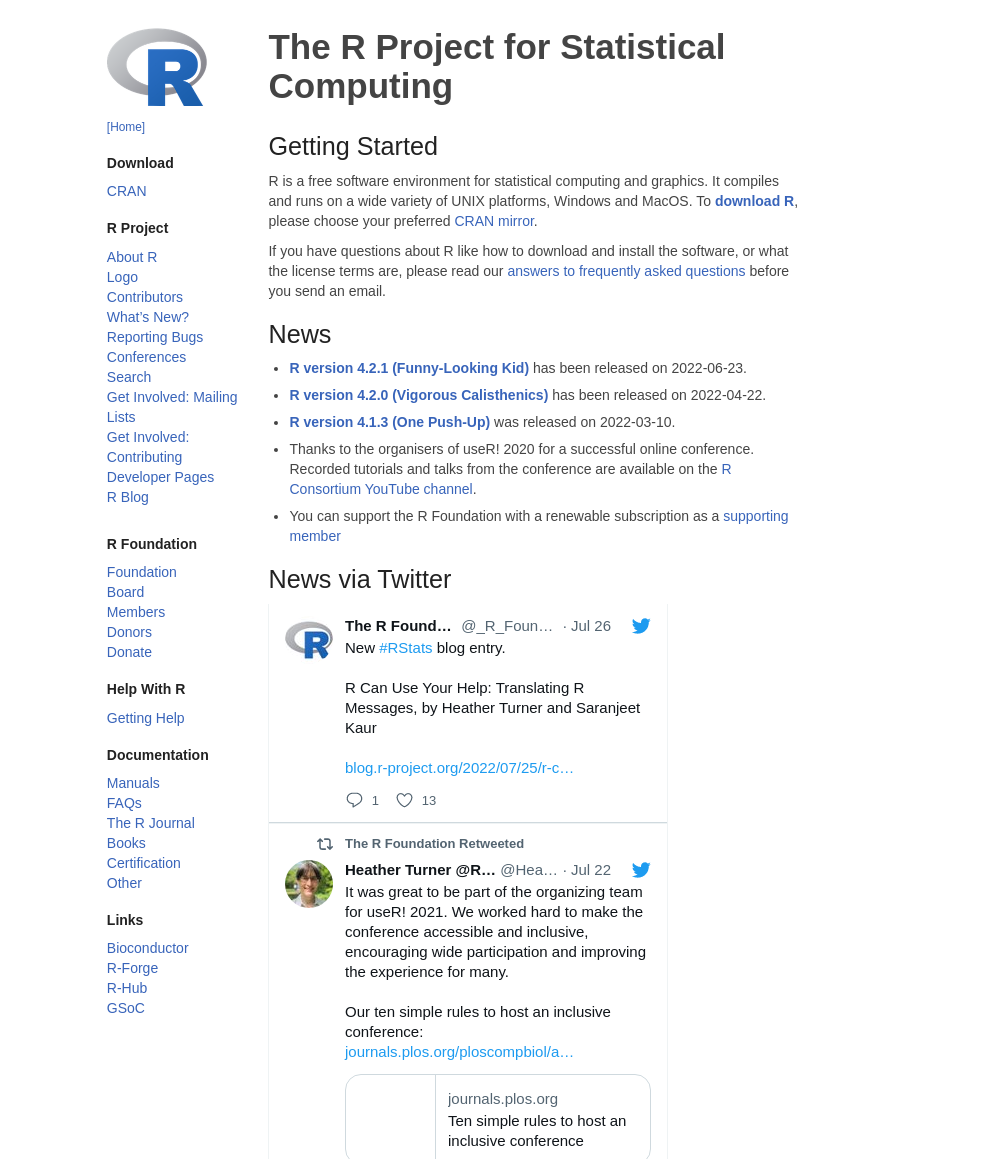 R
[Home]
Download
CRAN
R Project
About R
Logo
Contributors
What's New?
Reporting Bugs
Conferences
Search
Get Involved: Mailing
Lists
Get Involved:
Contributing
Developer Pages
R Blog
R Foundation
Foundation
Board
Members
Donors
Donate
Help With R
Getting Help
Documentation
Manuals
FAQs
The R Journal
Books
Certification
Other
Links
Bioconductor
R-Forge
R-Hub
GSoC
The R Project for Statistical
Computing
Getting Started
R is a free software environment for statistical computing and graphics. It compiles
and runs on a wide variety of UNIX platforms, Windows and MacOS. To download R,
please choose your preferred CRAN mirror.
If you have questions about R like how to download and install the software, or what
the license terms are, please read our answers to frequently asked questions before
you send an email.
News
• R version 4.2.1 (Funny-Looking Kid) has been released on 2022-06-23.
• R version 4.2.0 (Vigorous Calisthenics) has been released on 2022-04-22.
• R version 4.1.3 (One Push-Up) was released on 2022-03-10.
• Thanks to the organisers of useR! 2020 for a successful online conference.
Recorded tutorials and talks from the conference are available on the R
Consortium YouTube channel.
• You can support the R Foundation with a renewable subscription as a supporting
member
News via Twitter
R
The R Found… @_R_Foun… · Jul 26
New #RStats blog entry.
R Can Use Your Help: Translating R
Messages, by Heather Turner and Saranjeet
Kaur
blog.r-project.org/2022/07/25/r-c…
1 13
The R Foundation Retweeted
Heather Turner @R… @Hea… · Jul 22
It was great to be part of the organizing team
for useR! 2021. We worked hard to make the
conference accessible and inclusive,
encouraging wide participation and improving
the experience for many.
Our ten simple rules to host an inclusive
conference:
journals.plos.org/ploscompbiol/a…
journals.plos.org
Ten simple rules to host an
inclusive conference